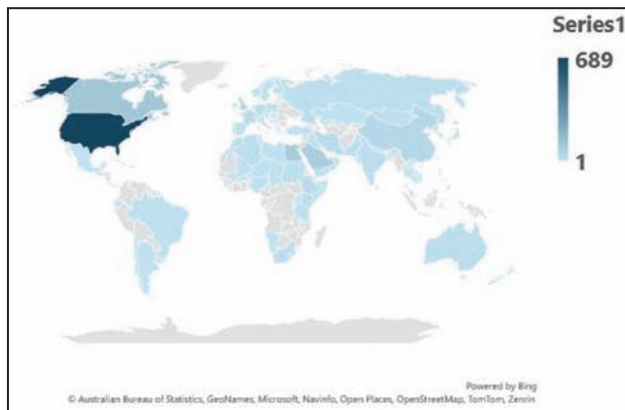 Series1
689
1
Powered by Bing
© Australian Bureau of Statistics, GeoNames, Microsoft, Navinfo, Open Places, OpenStreetMap, TomTom, Zenrin